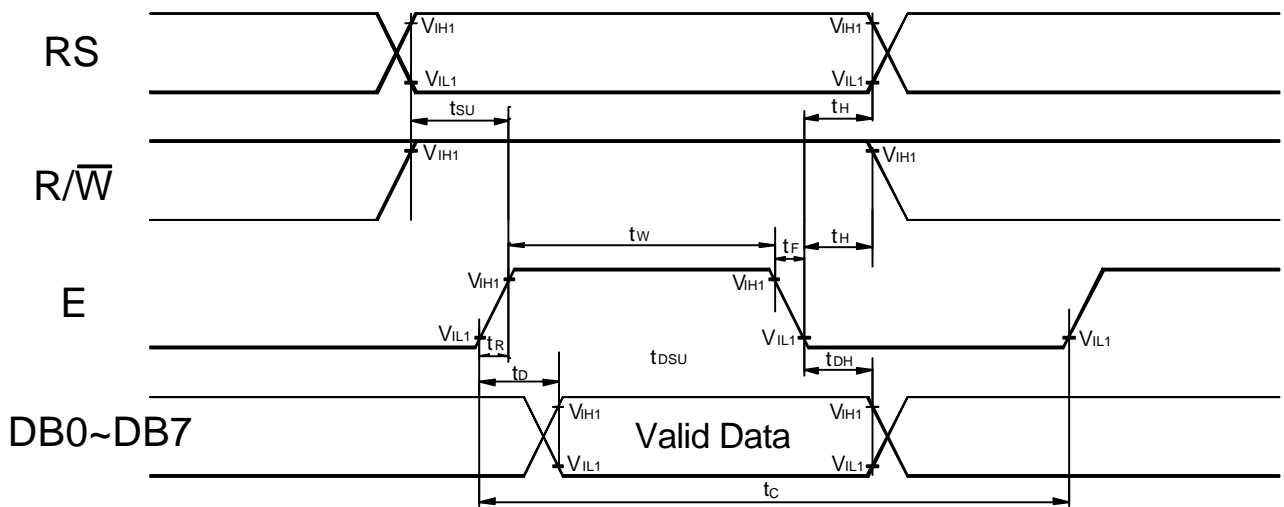 RS
VIH1
VIH1
VIL1
VIL1
tSU
tH
R/W̅
VIH1
VIH1
tW
tF
tH
E
VIH1
VIH1
VIL1
VIL1
VIL1
tR
tDSU
tDH
tD
DB0~DB7
VIH1
Valid Data
VIH1
VIL1
VIL1
tC